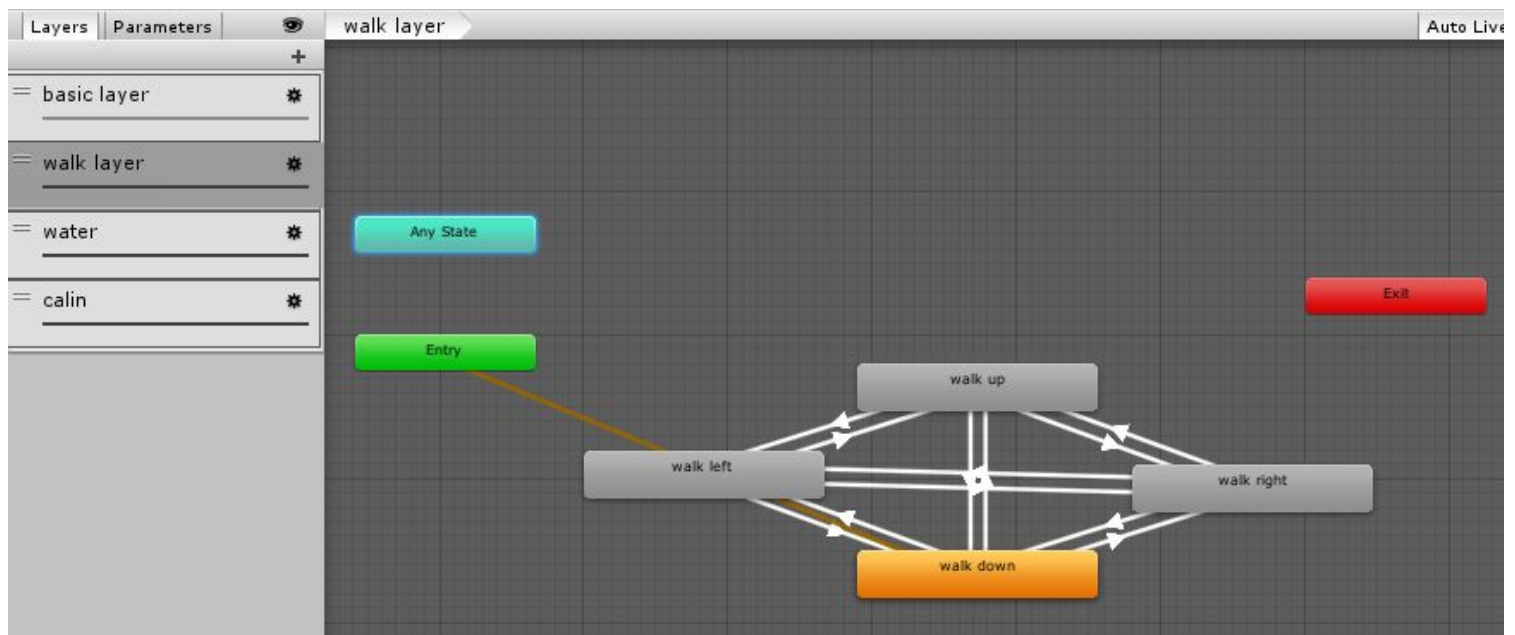 Layers Parameters
walk layer
Auto Live
basic layer
walk layer
water
calin
Any State
Entry
Exit
walk up
walk left
walk right
walk down